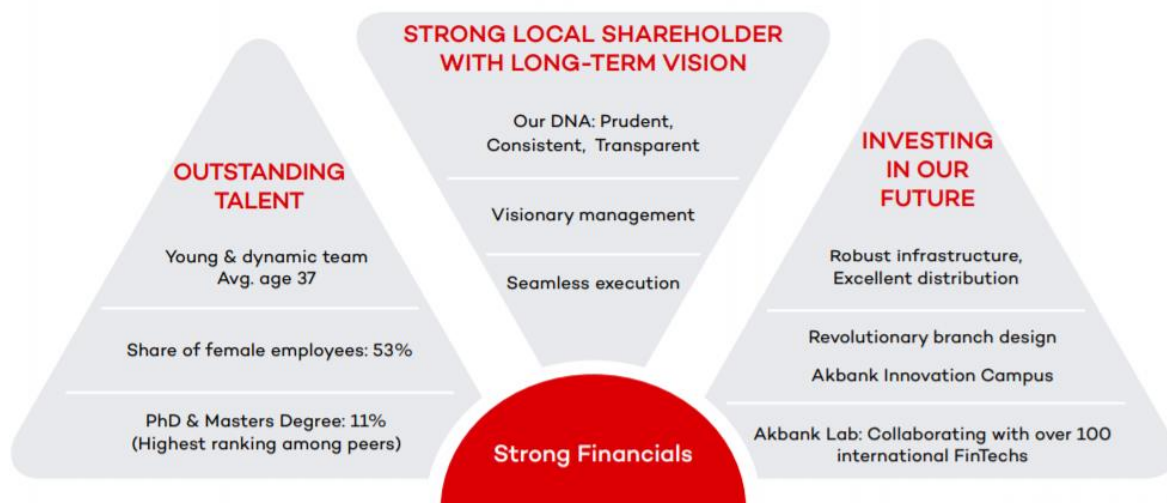 OUTSTANDING
TALENT
Young & dynamic team
Avg. age 37
Share of female employees: 53%
PhD & Masters Degree: 11%
(Highest ranking among peers)
STRONG LOCAL SHAREHOLDER
WITH LONG-TERM VISION
Our DNA: Prudent,
Consistent, Transparent
Visionary management
Seamless execution
Strong Financials
INVESTING
IN OUR
FUTURE
Robust infrastructure,
Excellent distribution
Revolutionary branch design
Akbank Innovation Campus
Akbank Lab: Collaborating with over 100
international FinTechs